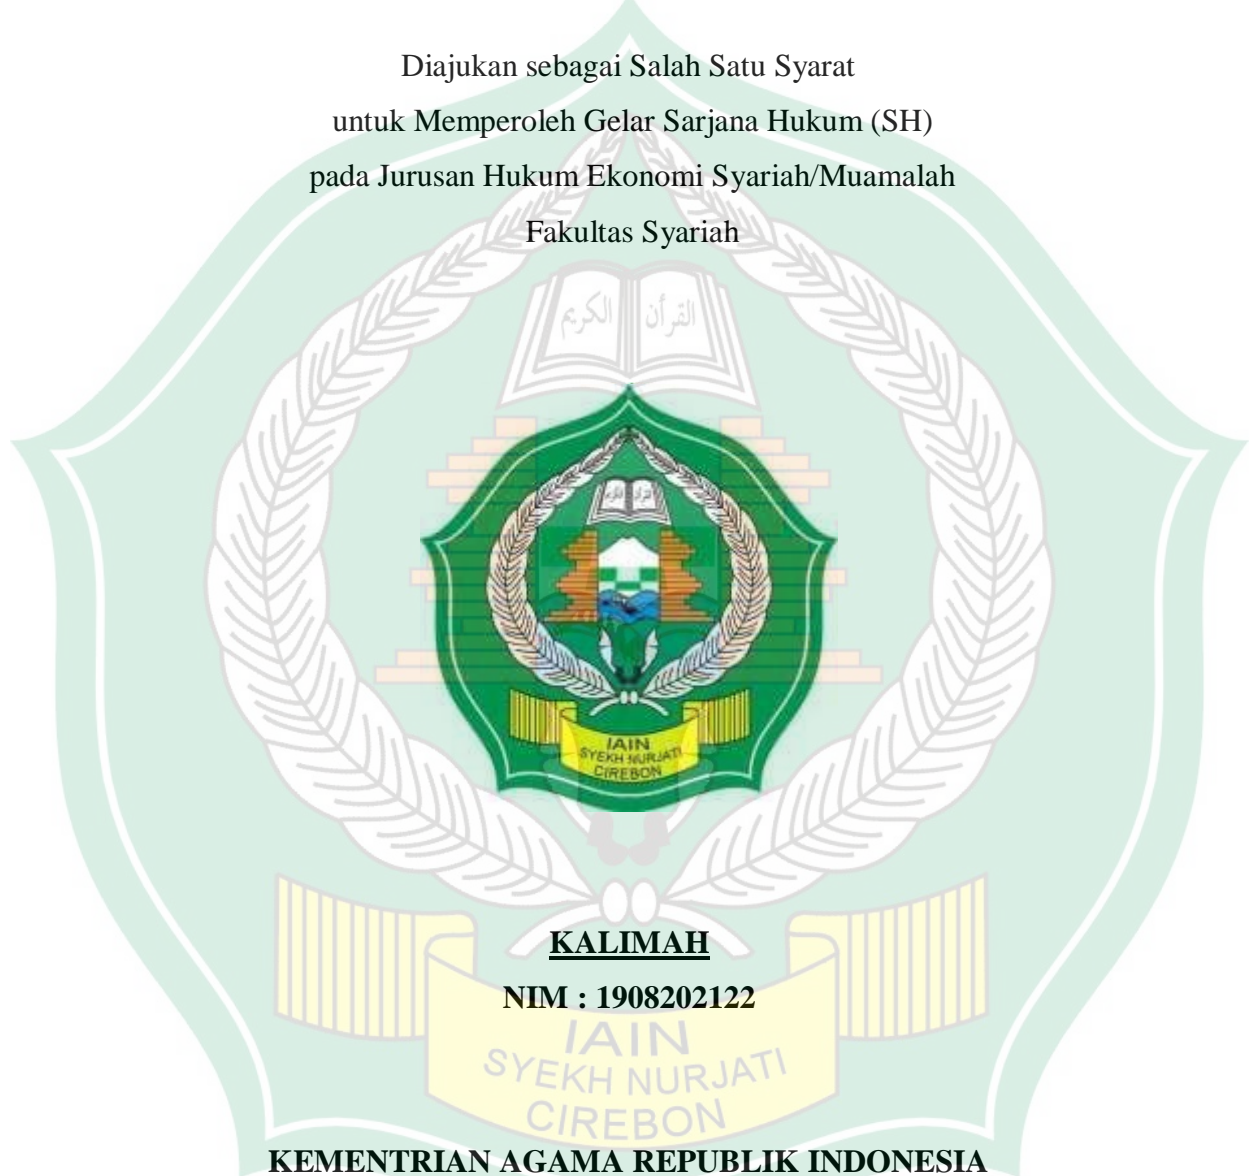 Diajukan sebagai Salah Satu Syarat
untuk Memperoleh Gelar Sarjana Hukum (SH)
pada Jurusan Hukum Ekonomi Syariah/Muamalah
Fakultas Syariah
الكريم القرآن
IAIN
SYEKH NURJATI
CIREBON
KALIMAH
NIM : 1908202122
IAIN
SYEKH NURJATI
CIREBON
KEMENTRIAN AGAMA REPUBLIK INDONESIA